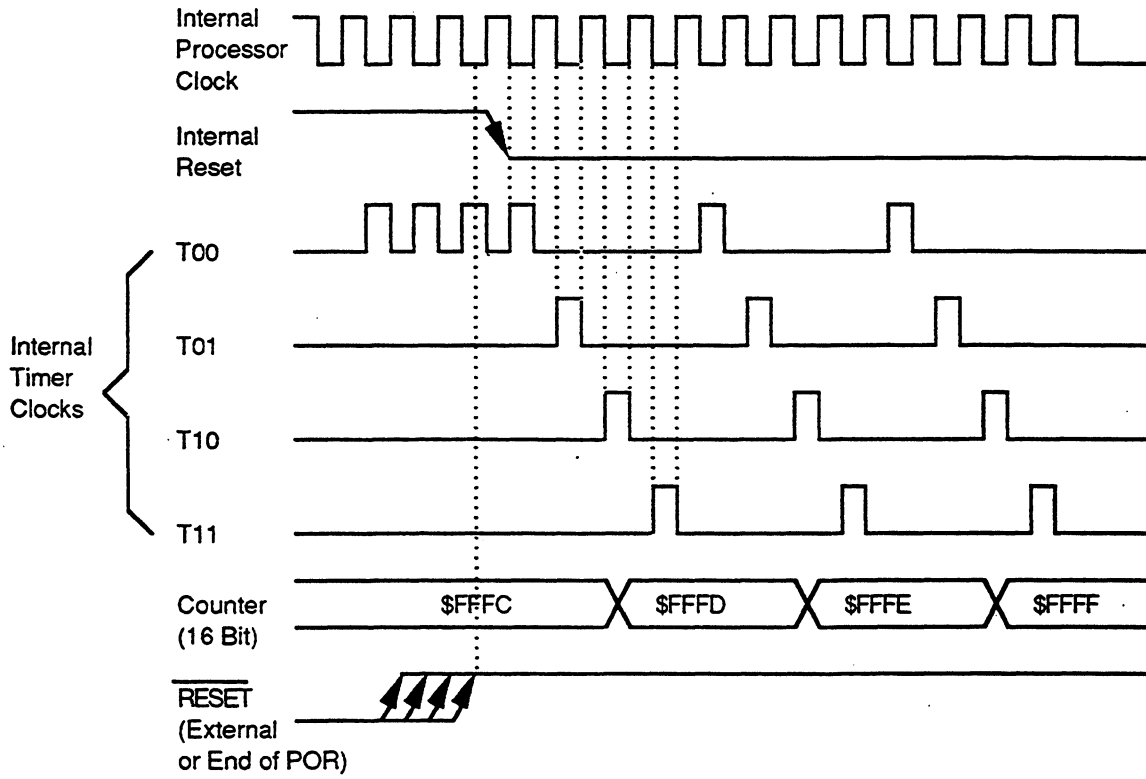 Internal
Processor
Clock
Internal
Reset
T00
T01
Internal
Timer
Clocks
T10
T11
Counter
(16 Bit)
$FFFC
$FFFD
$FFFE
$FFFF
RESET
(External
or End of POR)